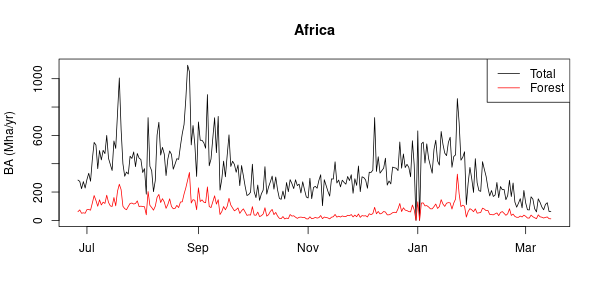 Africa
BA (Mha/yr)
1000
600
200
0
Total
Forest
Jul Sep Nov Jan Mar